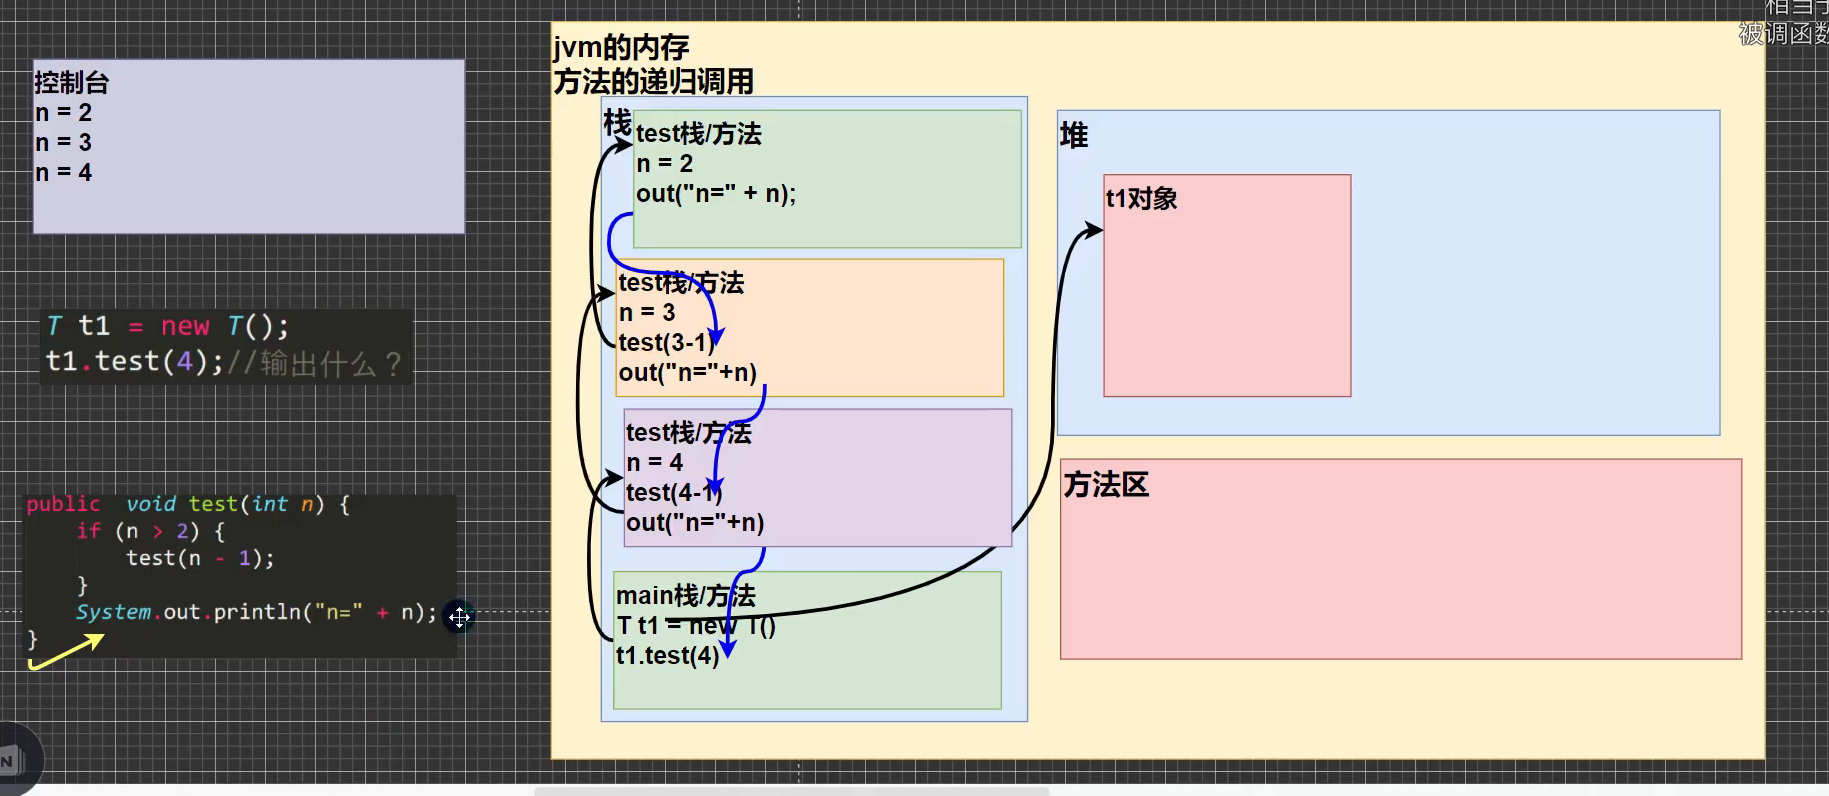 控制台
n = 2
n = 3
n = 4
T t1 = new T();
t1.test(4);//输出什么？
public  void test(int n) {
    if (n > 2) {
        test(n - 1);
    }
    System.out.println("n=" + n);
}
jvm的内存
方法的递归调用
栈
test栈/方法
n = 2
out("n=" + n);
test栈/方法
n = 3
test(3-1)
out("n="+n)
test栈/方法
n = 4
test(4-1)
out("n="+n)
main栈/方法
T t1 = new T()
t1.test(4)
堆
t1对象
方法区
相当于
被调函数
N